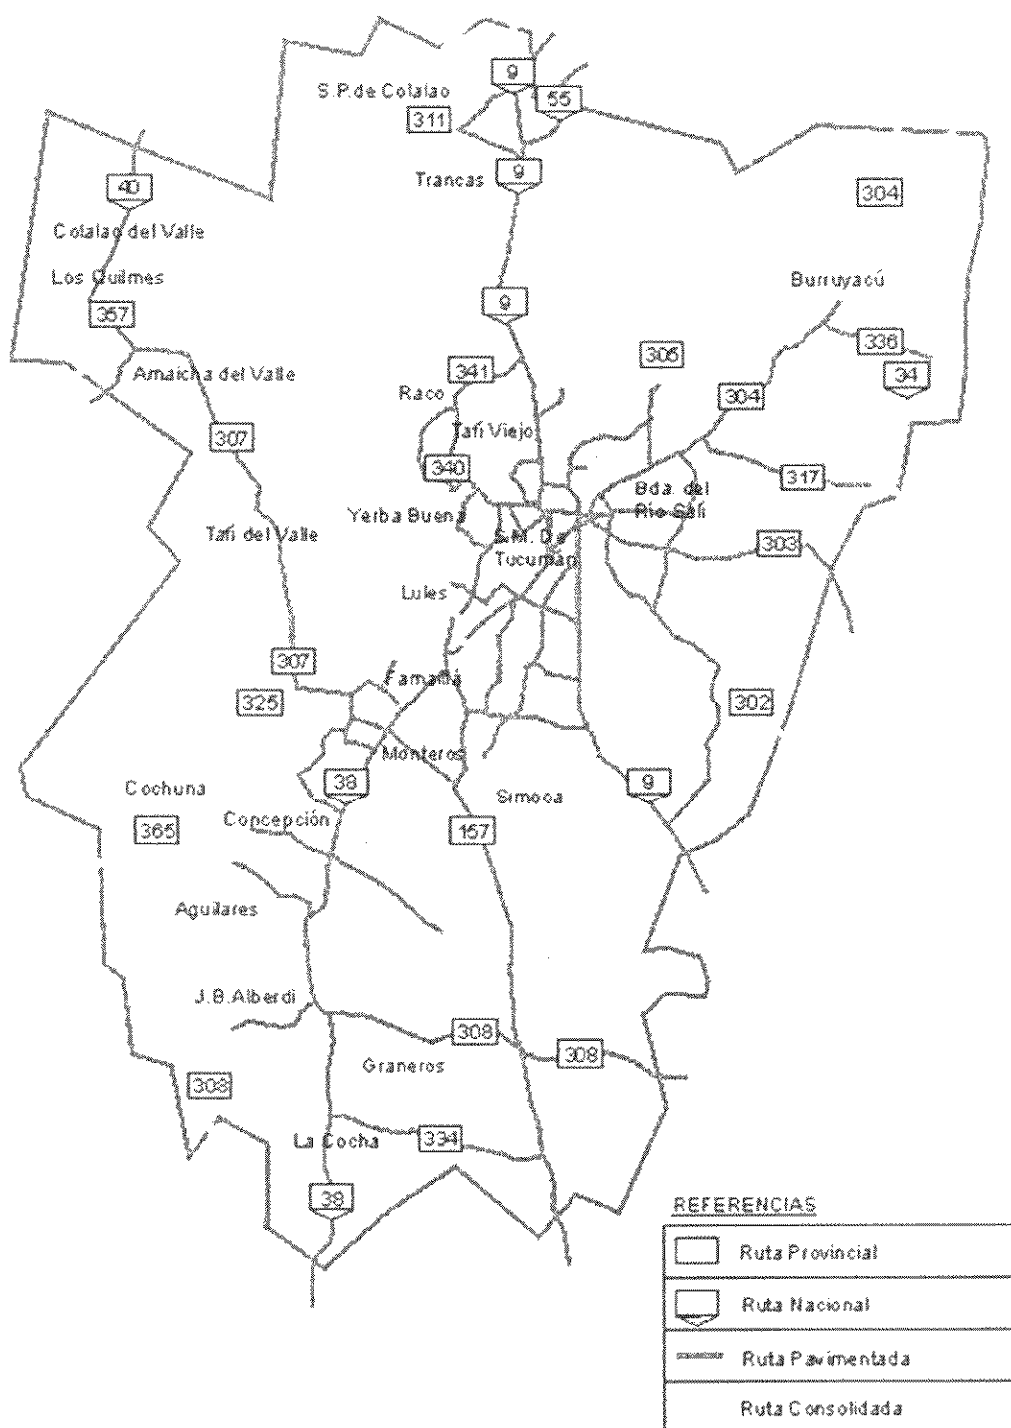 9
S.P.de Colalao
55
311
9
Trancas
40
304
Colalao del Valle
Los Quilmes
Burruyacú
9
357
336
305
Amaicha del Valle
341
34
Raco
304
307
Tafí Viejo
340
317
Bda. del
Río Salí
Yerba Buena
Tafí del Valle
S.M. De
Tucumán
303
Lules
307
Famaillá
325
302
Monteros
38
9
Cochuna
Simoca
Concepción
365
157
Aguilares
J.B.Alberdi
308
308
Graneros
308
La Cocha
334
38
REFERENCIAS
Ruta Provincial
Ruta Nacional
Ruta Pavimentada
Ruta Consolidada